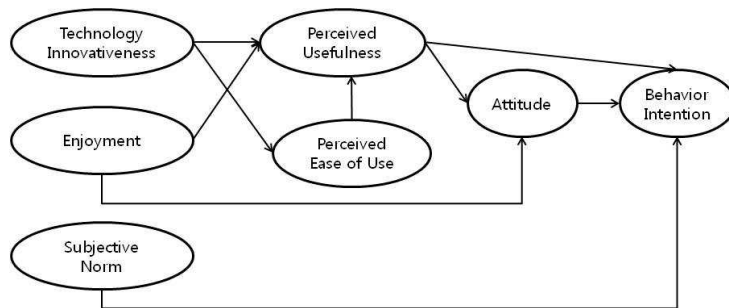 Technology
Innovativeness
Perceived
Usefulness
Attitude
Behavior
Intention
Enjoyment
Perceived
Ease of Use
Subjective
Norm